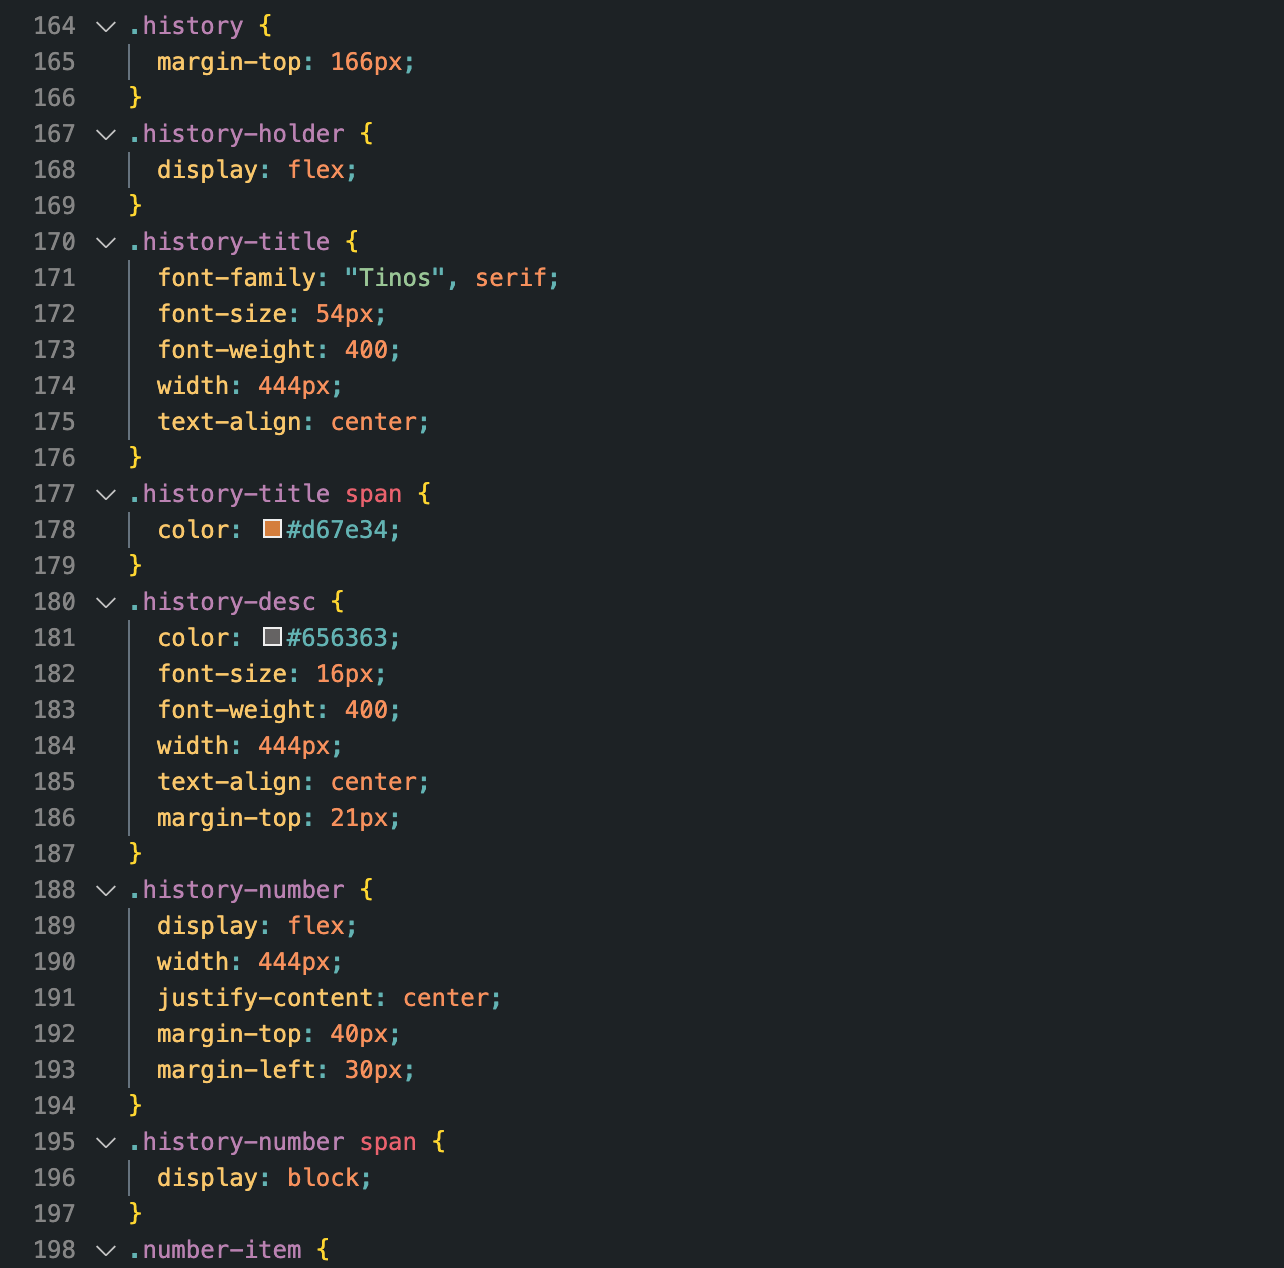 164 .history {
165 margin-top: 166px;
166 }
167 .history-holder {
168 display: flex;
169 }
170 .history-title {
171 font-family: "Tinos", serif;
172 font-size: 54px;
173 font-weight: 400;
174 width: 444px;
175 text-align: center;
176 }
177 .history-title span {
178 color: #d67e34;
179 }
180 .history-desc {
181 color: #656363;
182 font-size: 16px;
183 font-weight: 400;
184 width: 444px;
185 text-align: center;
186 margin-top: 21px;
187 }
188 .history-number {
189 display: flex;
190 width: 444px;
191 justify-content: center;
192 margin-top: 40px;
193 margin-left: 30px;
194 }
195 .history-number span {
196 display: block;
197 }
198 .number-item {